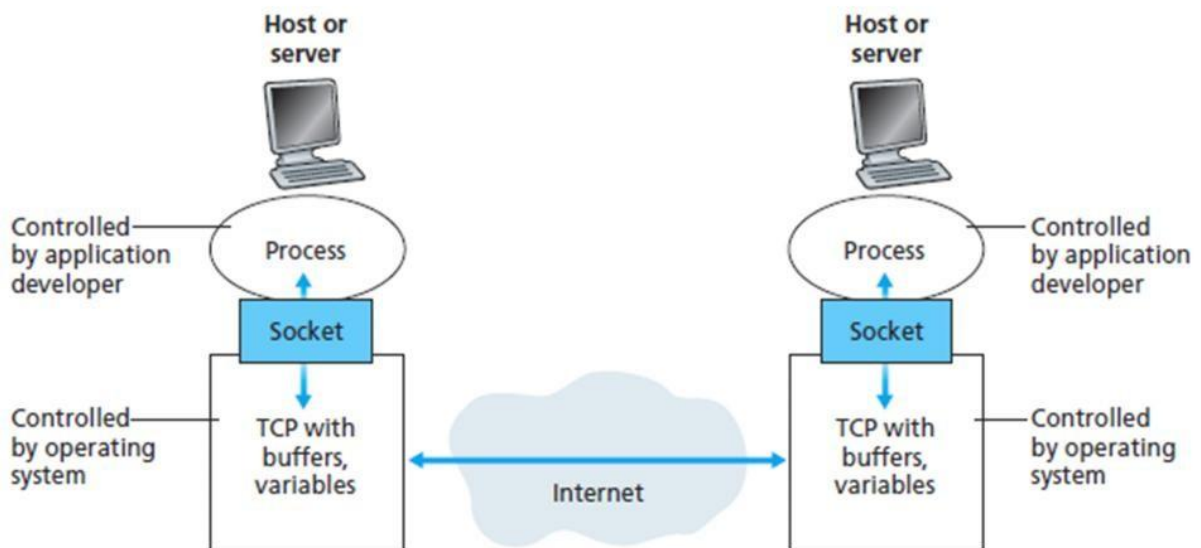 Host or
server
Host or
server
Controlled
by application
developer
Process
Process
Controlled
by application
developer
Socket
Socket
Controlled
by operating
system
TCP with
buffers,
variables
Internet
TCP with
buffers,
variables
Controlled
by operating
system